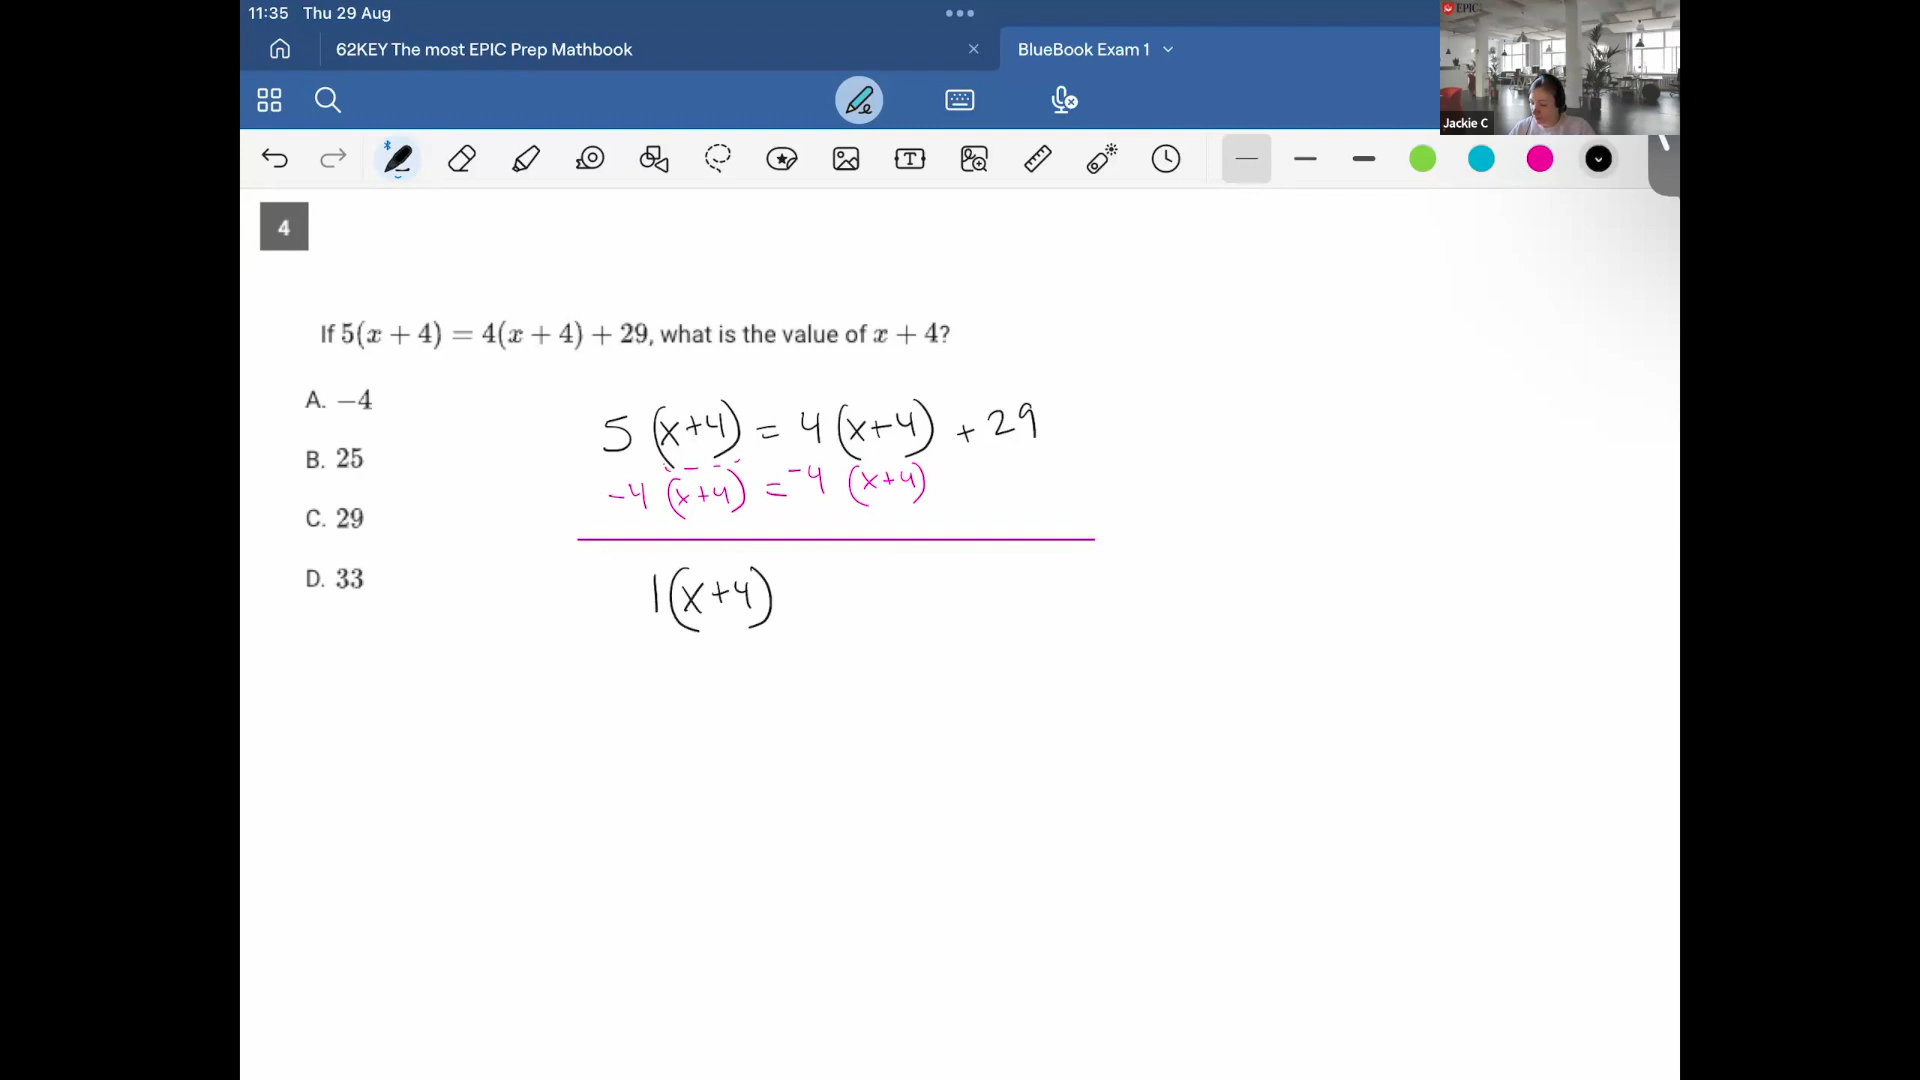 11:35 Thu 29 Aug
62KEY The most EPIC Prep Mathbook
BlueBook Exam 1
EPIC
Jackie C
4
If 5(x + 4) = 4(x + 4) + 29, what is the value of x + 4?
A. −4
B. 25
C. 29
D. 33
5 (x+4) = 4 (x+4) + 29
-4 (x+4) = -4 (x+4)
1(x+4)